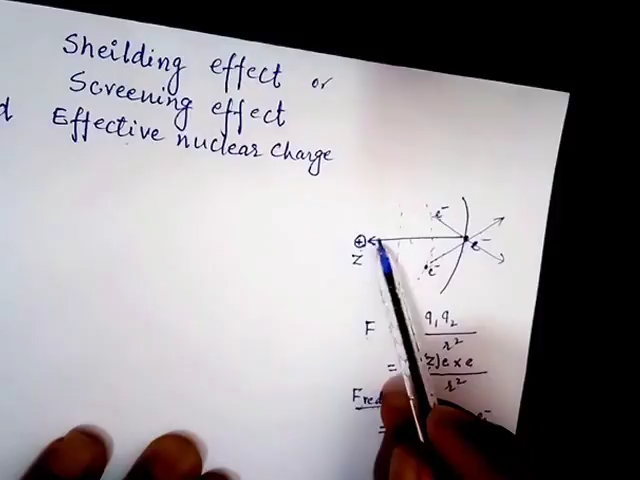 Sheilding effect or
Screening effect
d Effective nuclear charge
e⁻
⊕
e⁻
Z
e⁻
F
q₁q₂
r²
= Z)e x e
r²
Fred
e⁻
=